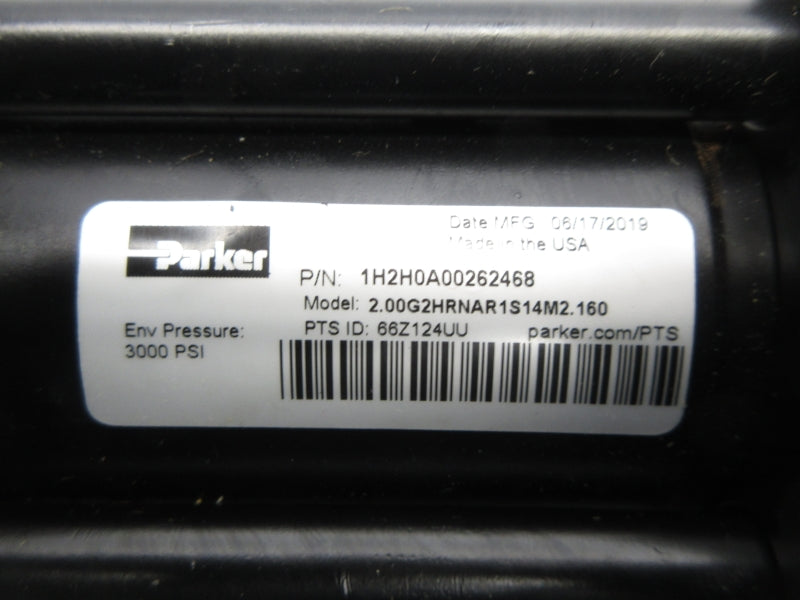 Date MFG 06/17/2019
Made in the USA
Parker
P/N: 1H2H0A00262468
Model: 2.00G2HRNAR1S14M2.160
Env Pressure:
3000 PSI
PTS ID: 66Z124UU parker.com/PTS